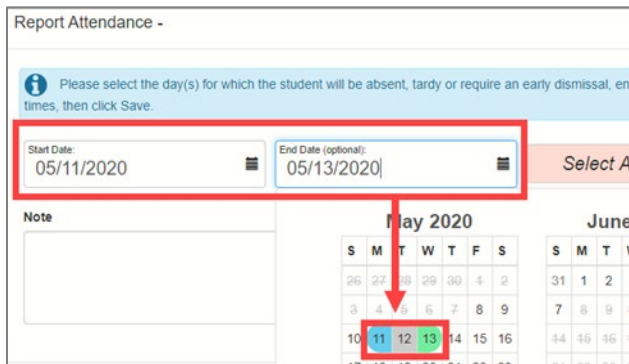 Report Attendance -
Please select the day(s) for which the student will be absent, tardy or require an early dismissal, en
times, then click Save.
Start Date:
05/11/2020
End Date (optional):
05/13/2020
Select A
Note
May 2020
S M T W T F S
26 27 28 29 30 1 2
3 4 5 6 7 8 9
10 11 12 13 14 15 16
June
S M T
31 1 2
7 8 9
14 15 16